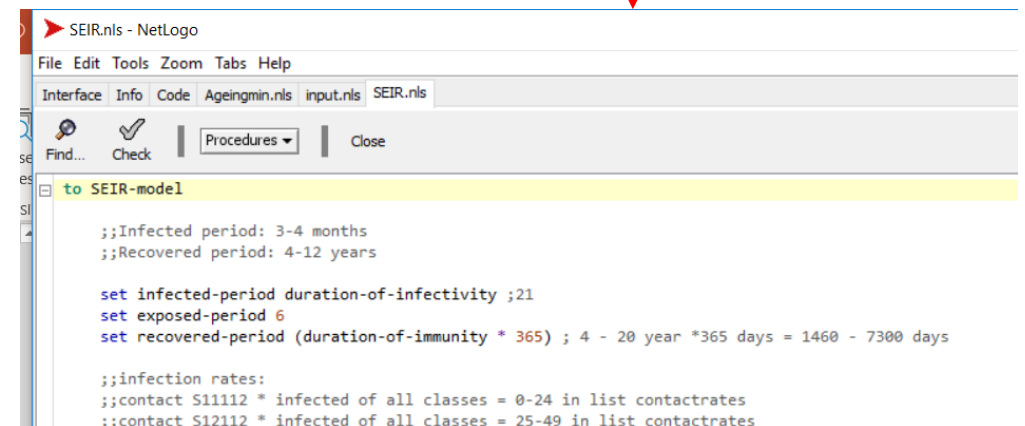 SEIR.nls - NetLogo
File Edit Tools Zoom Tabs Help
Interface Info Code Ageingmin.nls input.nls SEIR.nls
Find... Check Procedures Close
to SEIR-model
;;Infected period: 3-4 months
;;Recovered period: 4-12 years
set infected-period duration-of-infectivity ;21
set exposed-period 6
set recovered-period (duration-of-immunity * 365) ; 4 - 20 year *365 days = 1460 - 7300 days
;;infection rates:
;;contact S11112 * infected of all classes = 0-24 in list contactrates
;;contact S12112 * infected of all classes = 25-49 in list contactrates